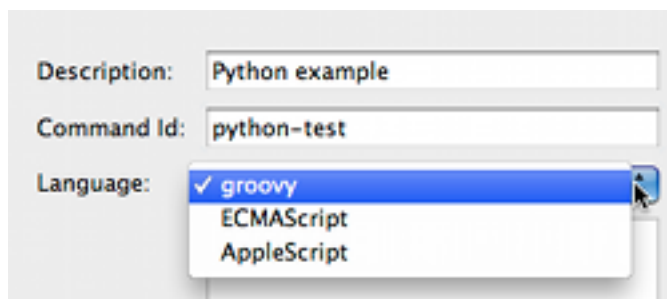 Description: Python example
Command Id: python-test
Language: ✓ groovy
ECMAScript
AppleScript